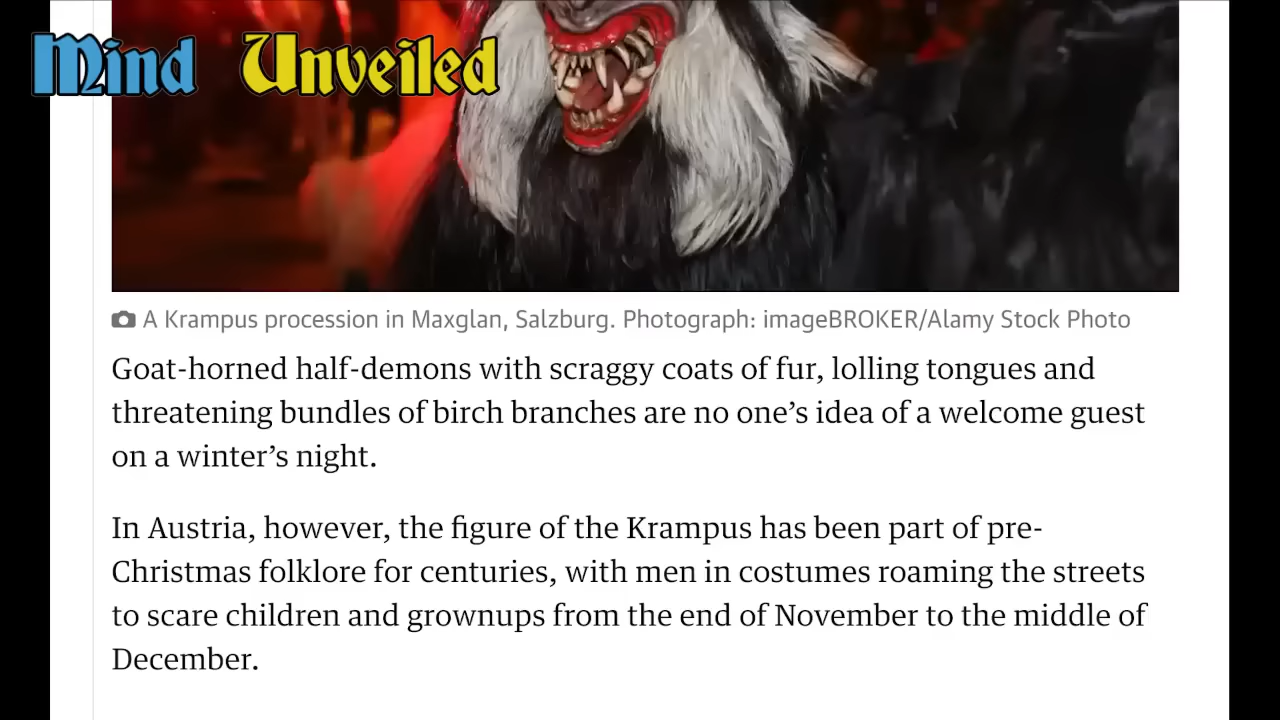 Mind Unveiled
A Krampus procession in Maxglan, Salzburg. Photograph: imageBROKER/Alamy Stock Photo
Goat-horned half-demons with scraggy coats of fur, lolling tongues and
threatening bundles of birch branches are no one’s idea of a welcome guest
on a winter’s night.
In Austria, however, the figure of the Krampus has been part of pre-
Christmas folklore for centuries, with men in costumes roaming the streets
to scare children and grownups from the end of November to the middle of
December.